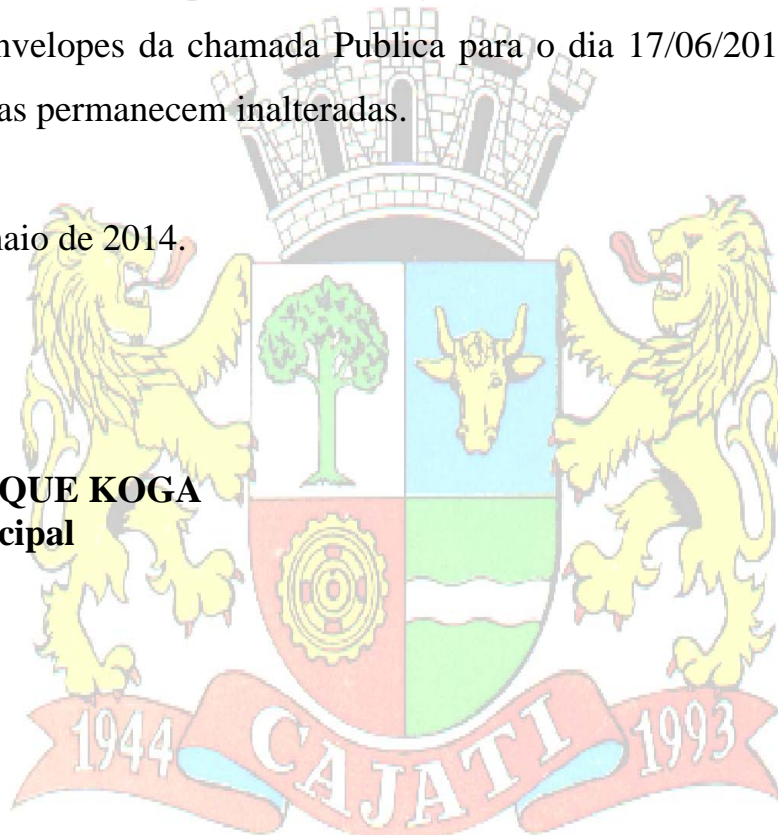 nvelopes da chamada Publica para o dia 17/06/201
as permanecem inalteradas.
naio de 2014.
QUE KOGA
cipal
1944 CAJATI 1993